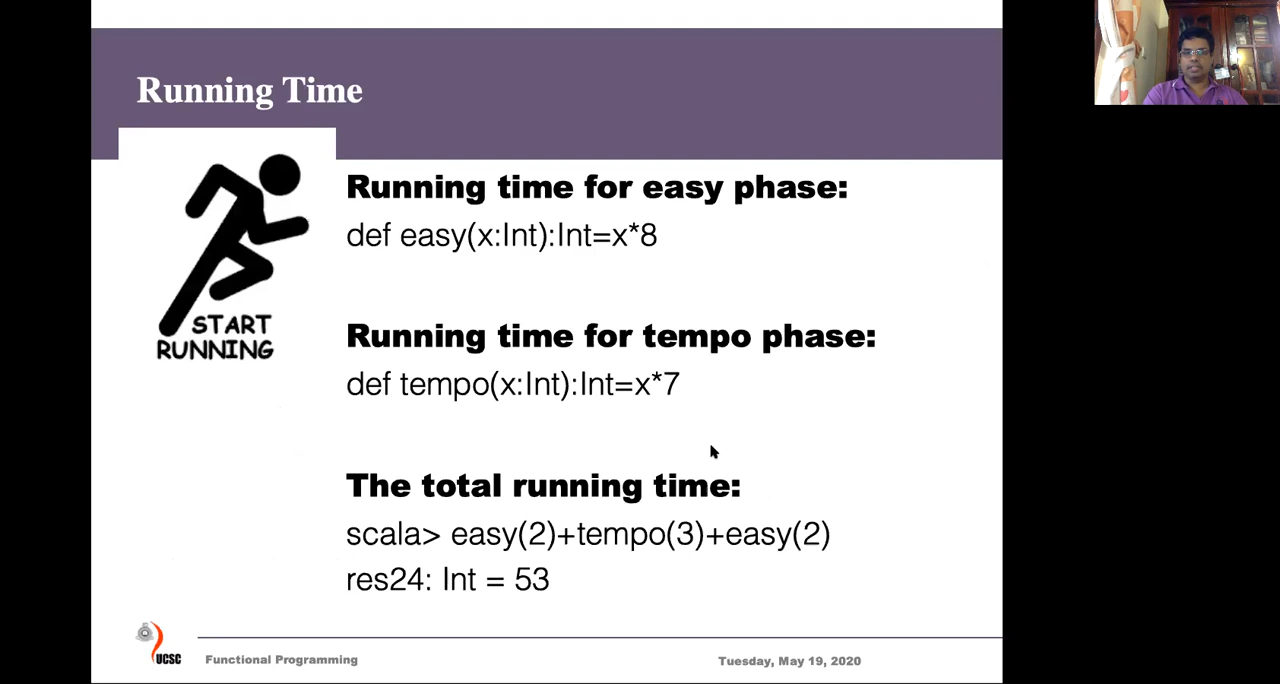 Running Time
START
RUNNING
Running time for easy phase:
def easy(x:Int):Int=x*8
Running time for tempo phase:
def tempo(x:Int):Int=x*7
The total running time:
scala> easy(2)+tempo(3)+easy(2)
res24: Int = 53
UCSC
Functional Programming
Tuesday, May 19, 2020